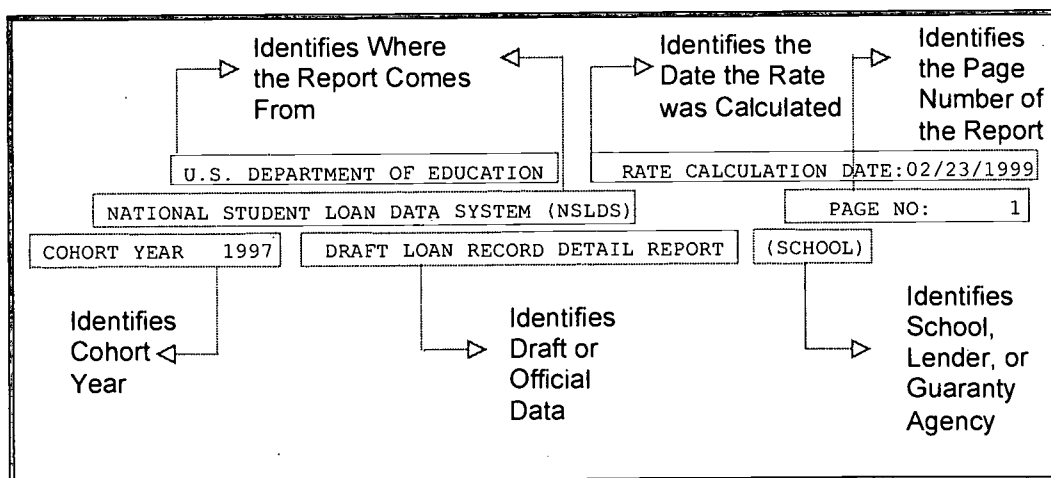 Identifies Where
the Report Comes
From
Identifies the
Date the Rate
was Calculated
Identifies
the Page
Number of
the Report
U.S. DEPARTMENT OF EDUCATION
RATE CALCULATION DATE:02/23/1999
NATIONAL STUDENT LOAN DATA SYSTEM (NSLDS)
PAGE NO: 1
COHORT YEAR 1997
DRAFT LOAN RECORD DETAIL REPORT
(SCHOOL)
Identifies
Cohort
Year
Identifies
Draft or
Official
Data
Identifies
School,
Lender, or
Guaranty
Agency